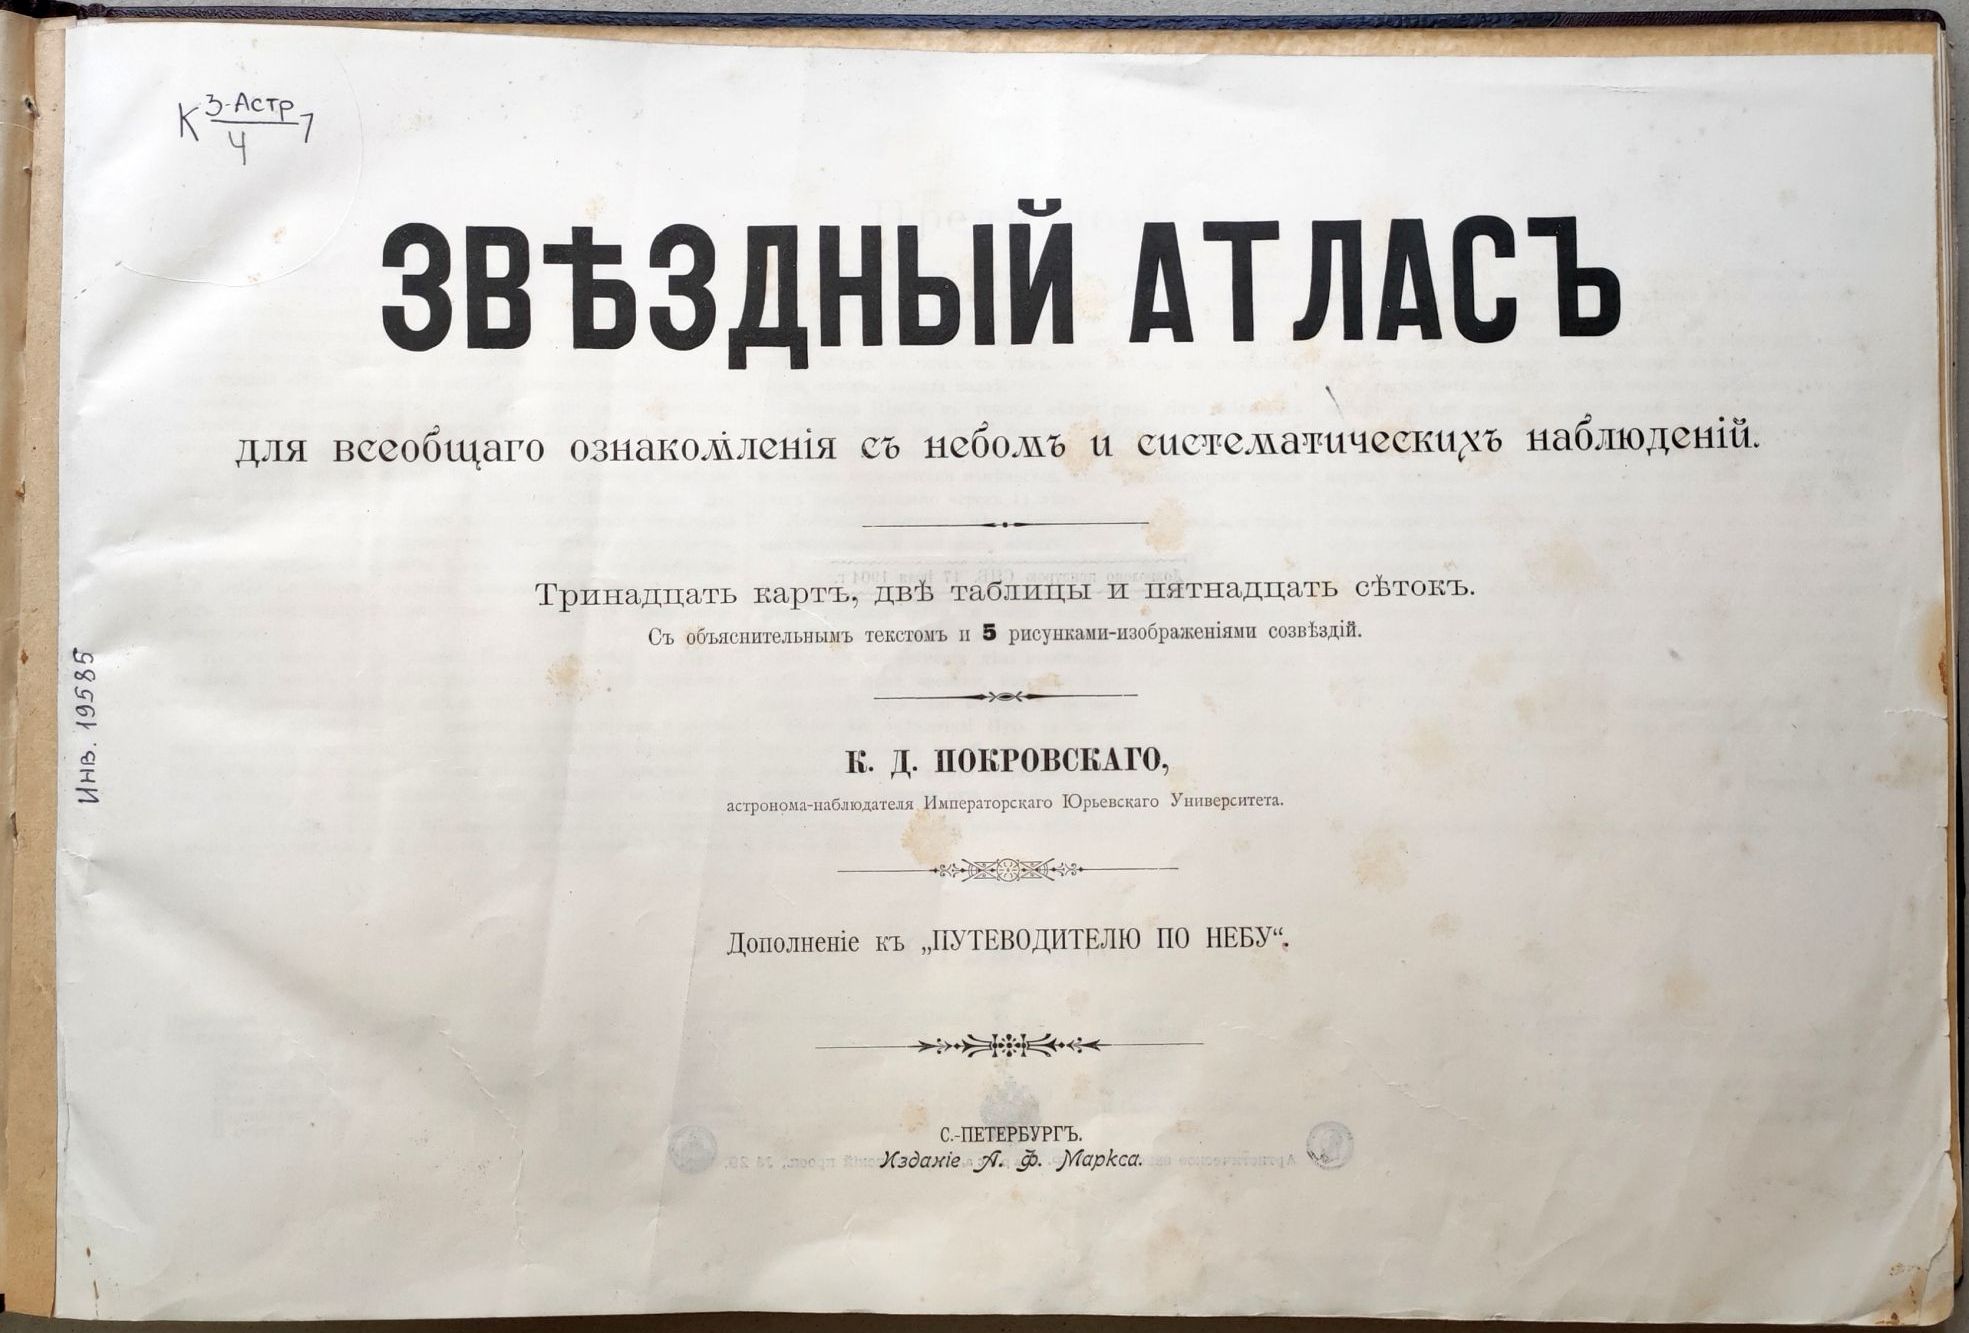 К 3-Астр 7
4
ЗВѢЗДНЫЙ АТЛАСЪ
для всеобщаго ознакомленія съ небомъ и систематическихъ наблюденій.
Тринадцать картъ, двѣ таблицы и пятнадцать сѣтокъ.
Съ объяснительнымъ текстомъ и 5 рисунками-изображеніями созвѣздій.
Инв. 19585
К. Д. ПОКРОВСКАГО,
астронома-наблюдателя Императорскаго Юрьевскаго Университета.
Дополненіе къ „ПУТЕВОДИТЕЛЮ ПО НЕБУ“.
С.-ПЕТЕРБУРГЪ.
Изданіе А. Ф. Маркса.